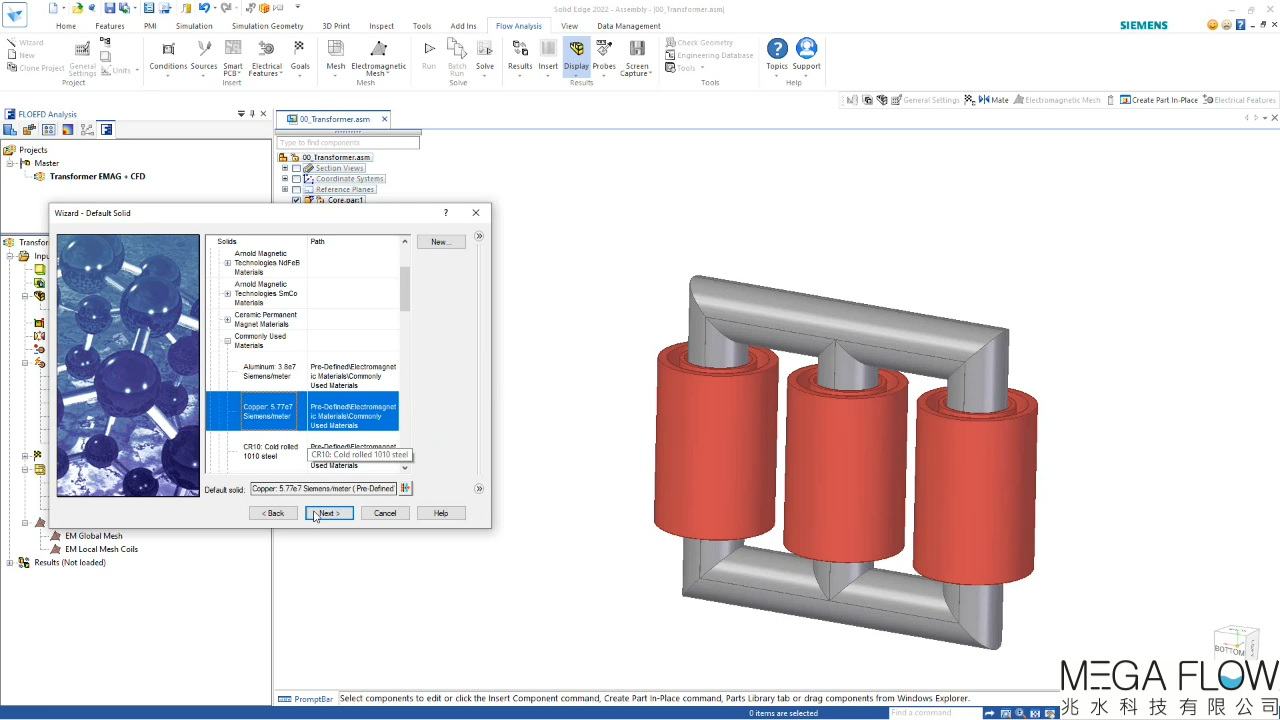 Solid Edge 2022 - Assembly - [00_Transformer.asm]
Home Features PMI Simulation Simulation Geometry 3D Print Inspect Tools Add Ins Flow Analysis View Data Management
SIEMENS
Wizard
New
Clone Project
General Settings
Units
Project
Conditions
Sources
Smart PCB
Electrical Features
Goals
Insert
Mesh
Electromagnetic Mesh
Mesh
Run
Batch Run
Solve
Solve
Results
Insert
Display
Probes
Screen Capture
Results
Check Geometry
Engineering Database
Tools
Tools
Topics
Support
Help
General Settings
Mate
Electromagnetic Mesh
Create Part In-Place
Electrical Features
FLOEFD Analysis
00_Transformer.asm
Projects
Master
Transformer EMAG + CFD
Type to find components
00_Transformer.asm
Section Views
Coordinate Systems
Reference Planes
Core.par:1
Transfor
Inpu
Wizard - Default Solid
?
Solids Path
Arnold Magnetic
Technologies NdFeB
Materials
Arnold Magnetic
Technologies SmCo
Materials
Ceramic Permanent
Magnet Materials
Commonly Used
Materials
Aluminum: 3.8e7
Siemens/meter
Pre-Defined\Electromagnet
ic Materials\Commonly
Used Materials
Copper: 5.77e7
Siemens/meter
Pre-Defined\Electromagnet
ic Materials\Commonly
Used Materials
CR10: Cold rolled
1010 steel
Pre-Defined\Electromagnet
CR10: Cold rolled 1010 steel
Used Materials
New...
Default solid: Copper: 5.77e7 Siemens/meter ( Pre-Defined
< Back Next > Cancel Help
EM Global Mesh
EM Local Mesh Coils
Results (Not loaded)
BOTTOM
PromptBar
Select components to edit or click the Insert Component command, Create Part In-Place command, Parts Library tab or drag components from Windows Explorer.
0 items are selected
Find a command
MEGA FLOW
兆水科技有限公司